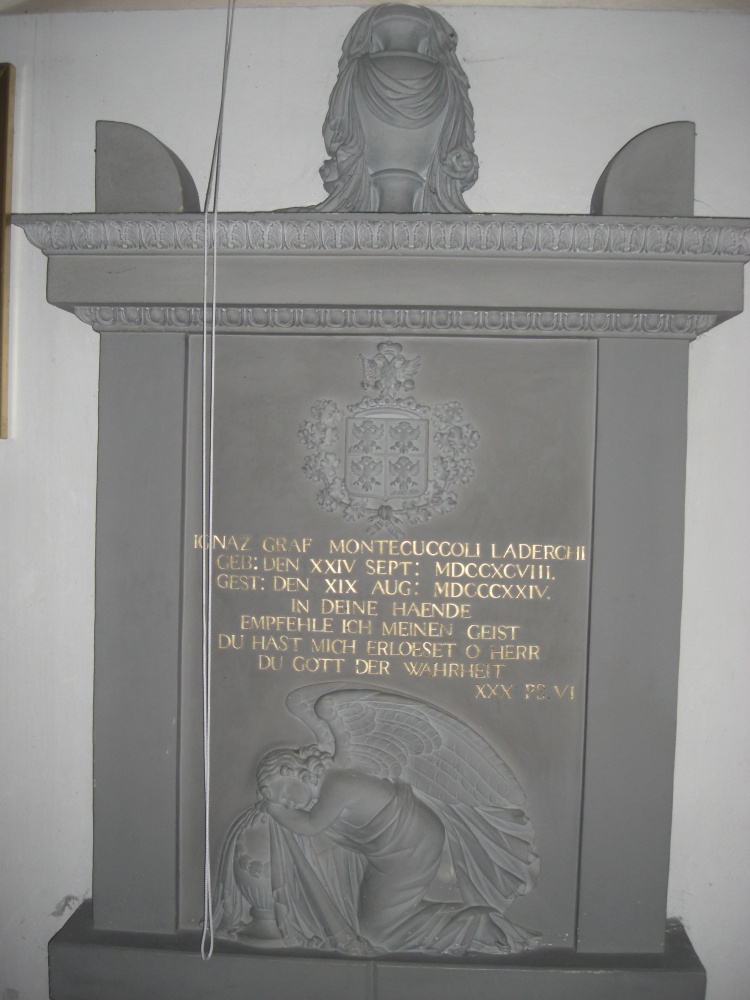 IGNAZ GRAF MONTECUCCOLI LADERCHI
GEB: DEN XXIV SEPT: MDCCXCVIII.
GEST: DEN XIX AUG: MDCCCXXIV.
IN DEINE HAENDE
EMPFEHLE ICH MEINEN GEIST
DU HAST MICH ERLOESET O HERR
DU GOTT DER WAHRHEIT
XXX PS. VI